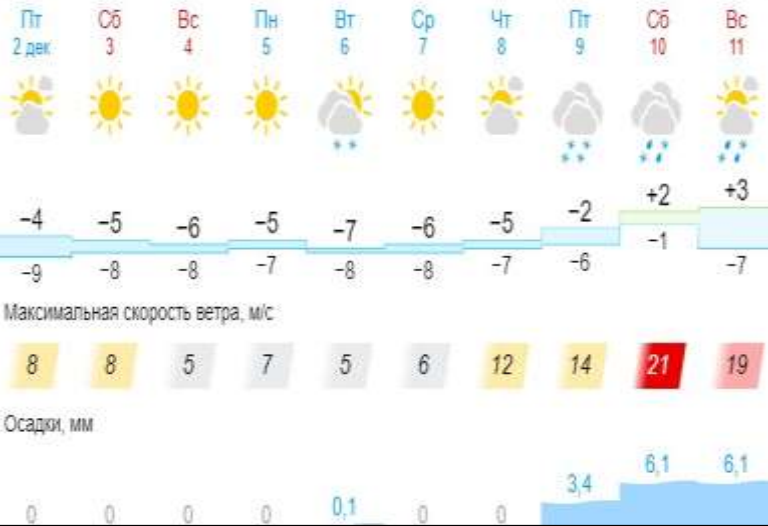 Пт Сб Вс Пн Вт Ср Чт Пт Сб Вс
2 дек 3 4 5 6 7 8 9 10 11
−4 −5 −6 −5 −7 −6 −5 −2 +2 +3
−9 −8 −8 −7 −8 −8 −7 −6 −1 −7
Максимальная скорость ветра, м/с
8 8 5 7 5 6 12 14 21 19
Осадки, мм
0 0 0 0 0,1 0 0 3,4 6,1 6,1